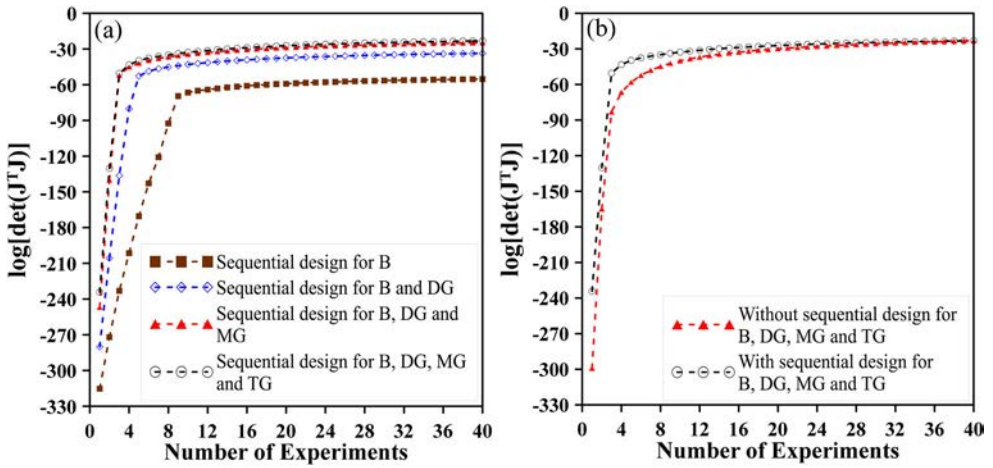 (a)
log[det(JᵀJ)]
0
-30
-60
-90
-120
-150
-180
-210
-240
-270
-300
-330
0 4 8 12 16 20 24 28 32 36 40
Number of Experiments
Sequential design for B
Sequential design for B and DG
Sequential design for B, DG and
MG
Sequential design for B, DG, MG
and TG
(b)
log[det(JᵀJ)]
0
-30
-60
-90
-120
-150
-180
-210
-240
-270
-300
-330
0 4 8 12 16 20 24 28 32 36 40
Number of Experiments
Without sequential design for
B, DG, MG and TG
With sequential design for
B, DG, MG and TG